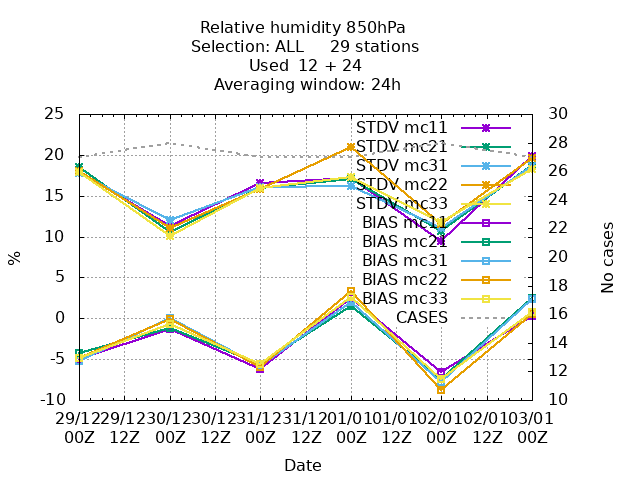 Relative humidity 850hPa
Selection: ALL 29 stations
Used 12 + 24
Averaging window: 24h
25
20
15
10
5
0
-5
-10
%
30
28
26
24
22
20
18
16
14
12
10
No cases
STDV mc11
STDV mc21
STDV mc31
STDV mc22
STDV mc33
BIAS mc11
BIAS mc21
BIAS mc31
BIAS mc22
BIAS mc33
CASES
29/12 29/12 30/12 30/12 31/12 31/12 01/01 01/01 02/01 02/01 03/01
00Z 12Z 00Z 12Z 00Z 12Z 00Z 12Z 00Z 12Z 00Z
Date